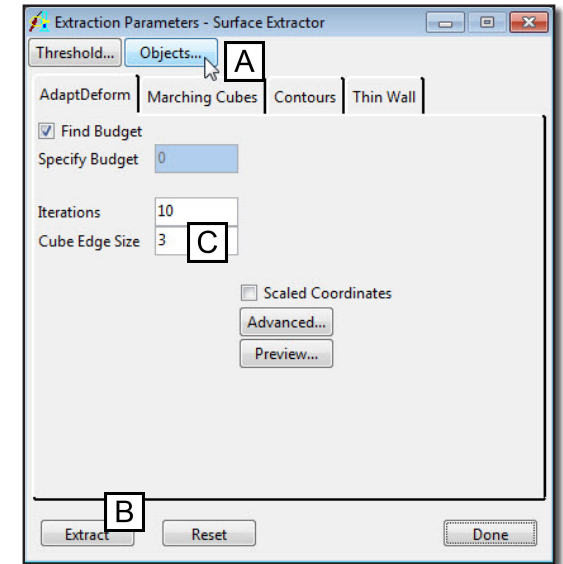 Extraction Parameters - Surface Extractor
Threshold... Objects... A
AdaptDeform Marching Cubes Contours Thin Wall
Find Budget
Specify Budget 0
Iterations 10
Cube Edge Size 3 C
Scaled Coordinates
Advanced...
Preview...
B
Extract Reset Done